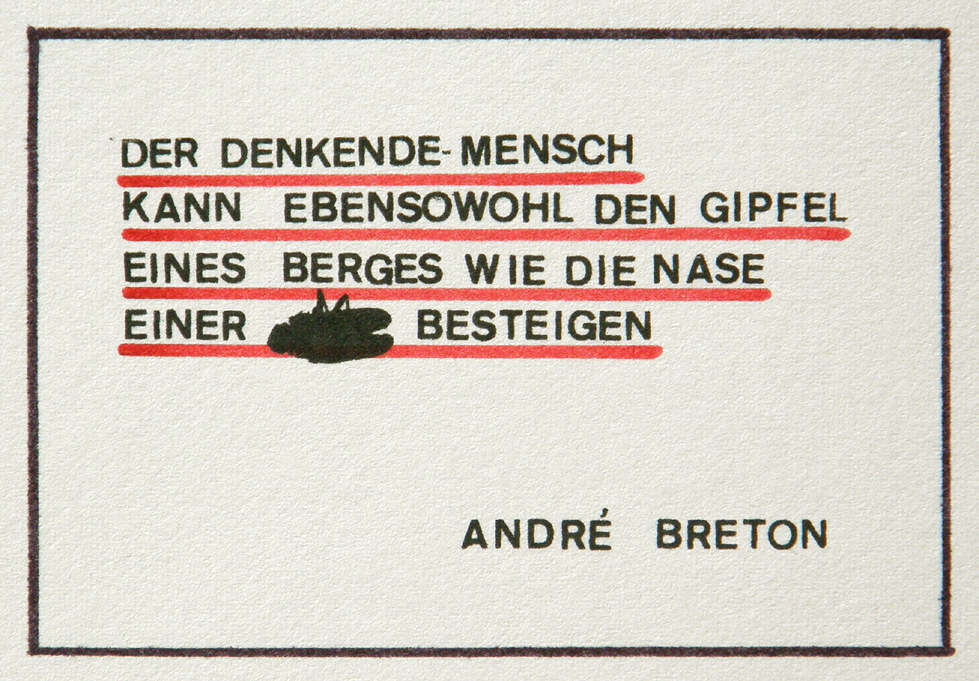 DER DENKENDE-MENSCH
KANN EBENSOWOHL DEN GIPFEL
EINES BERGES WIE DIE NASE
EINER BESTEIGEN
ANDRÉ BRETON